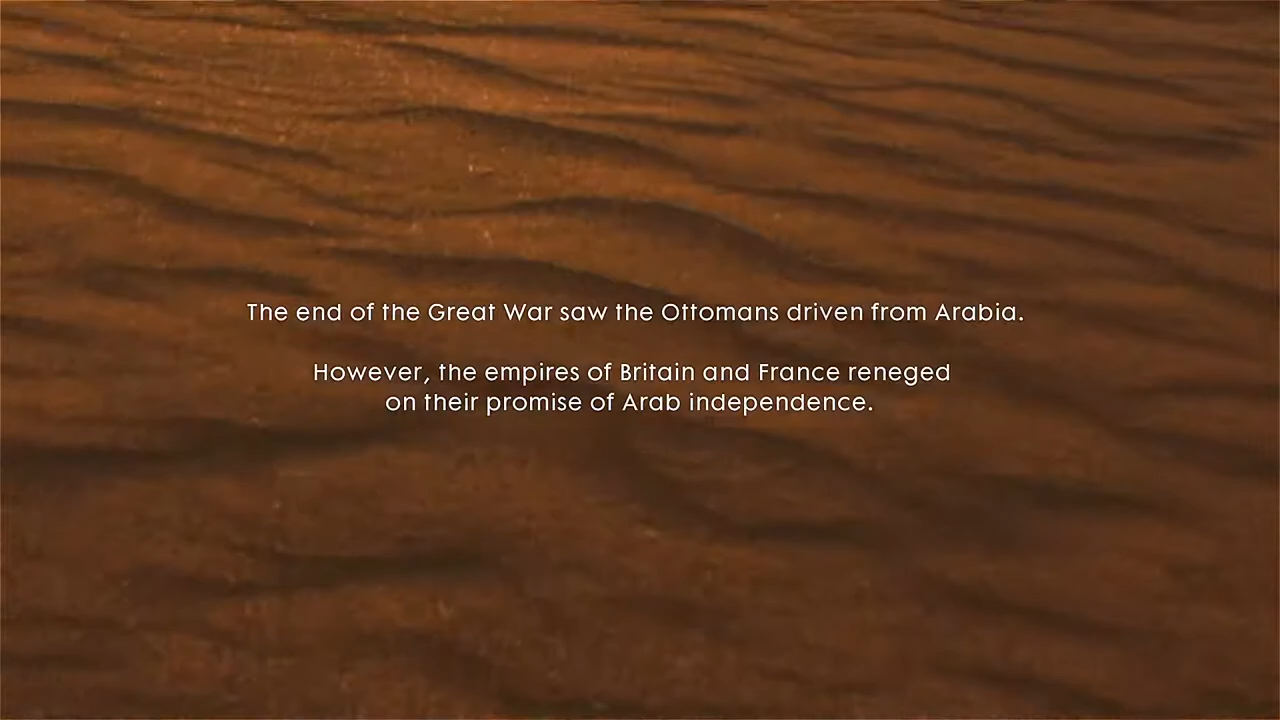 The end of the Great War saw the Ottomans driven from Arabia.
However, the empires of Britain and France reneged
on their promise of Arab independence.